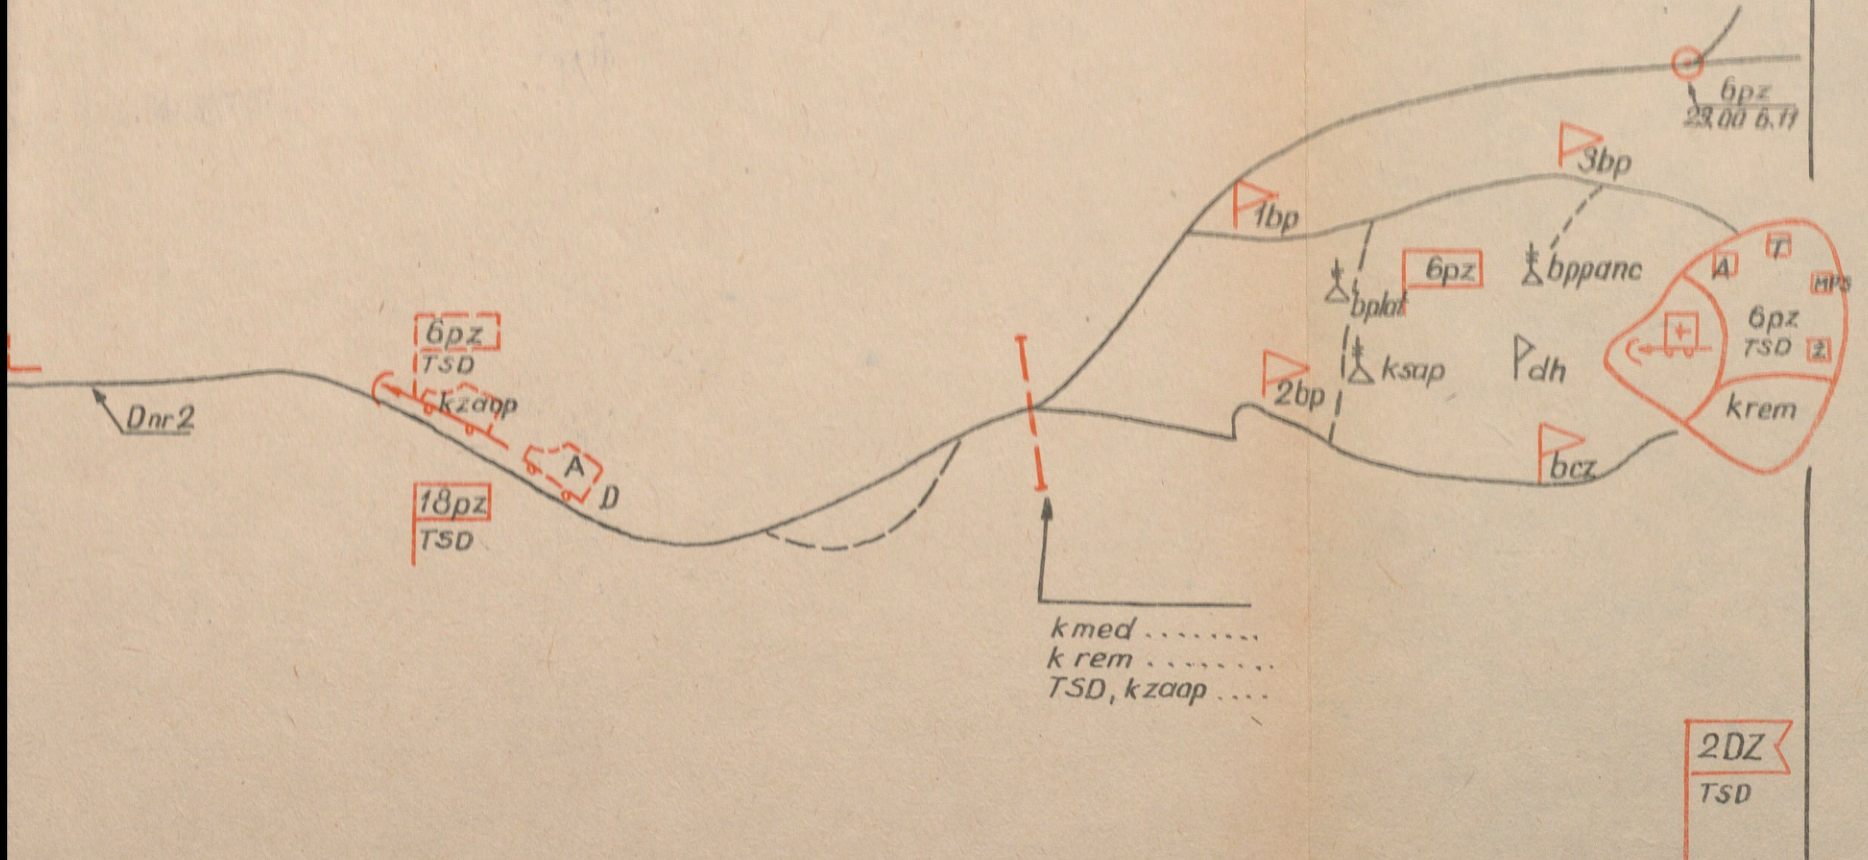 6pz
23.00 6.11
3bp
1bp
6pz
bppanc
bplot
T
A
MPS
6pz
TSD
Ż
krem
2bp
ksap
dh
bcz
6pz
TSD
kzaop
Dnr2
A
D
18pz
TSD
kmed ........
k rem ........
TSD, kzaop ....
2DZ
TSD